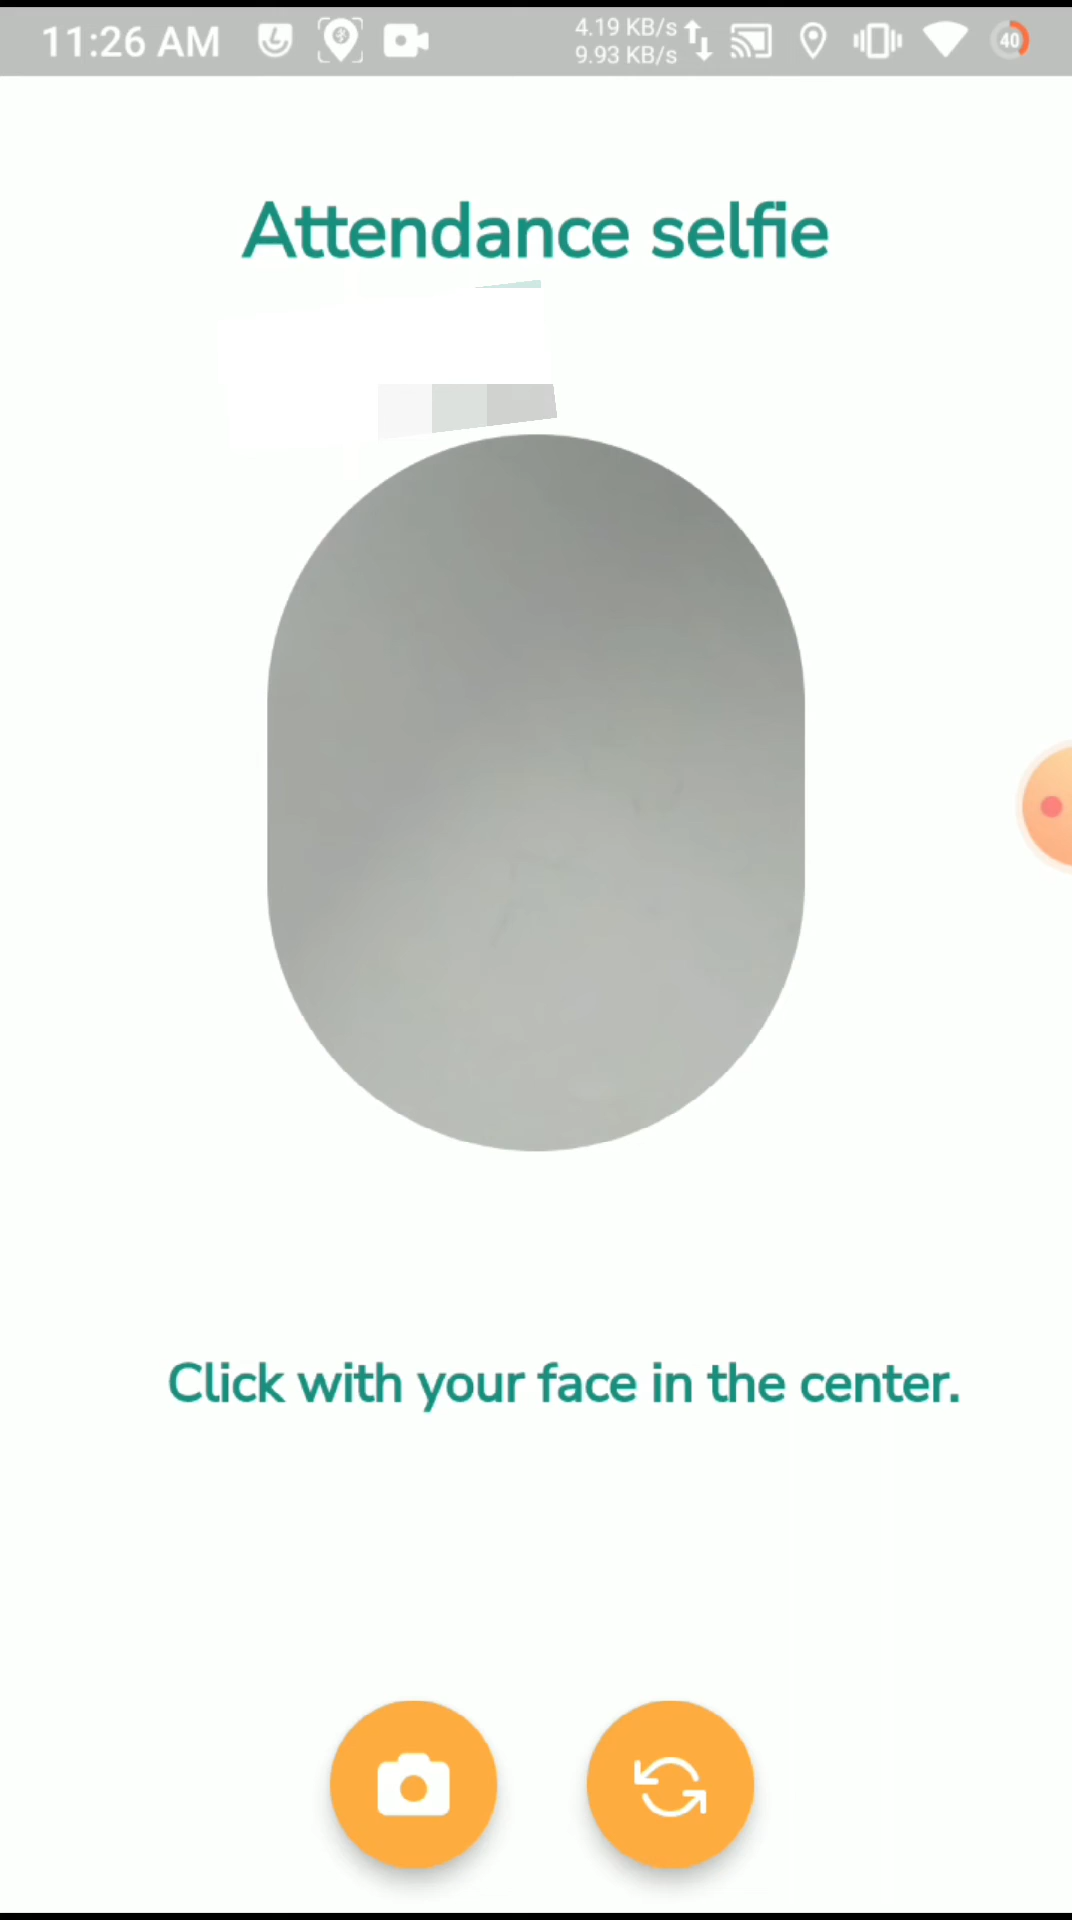 11:26 AM
4.19 KB/s
9.93 KB/s
40
Attendance selfie
Click with your face in the center.